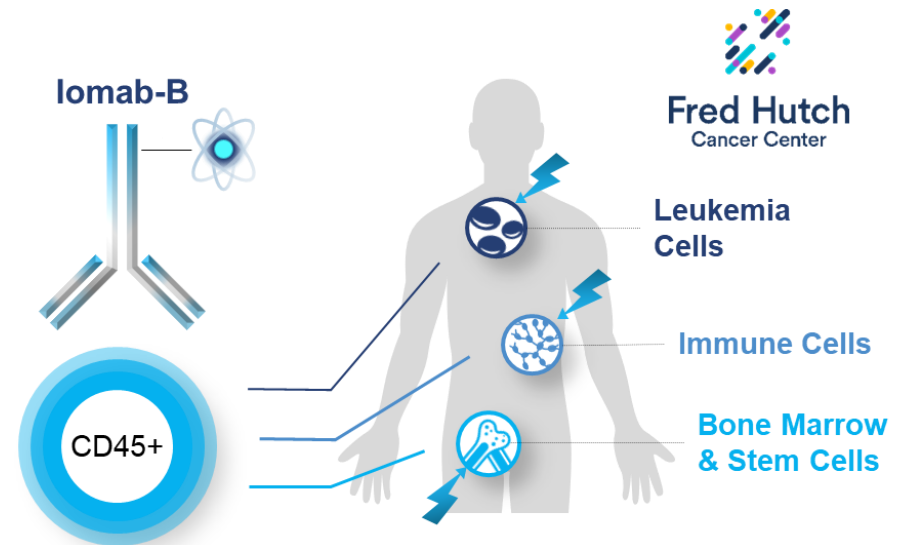 Iomab-B
Fred Hutch
Cancer Center
Leukemia
Cells
Immune Cells
CD45+
Bone Marrow
& Stem Cells